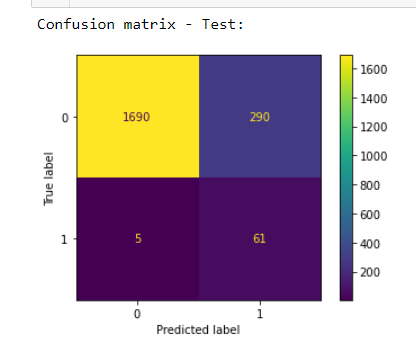 Confusion matrix - Test:
1600
0 1690 290
1400
1200
1000
True label
800
600
1 5 61
400
200
0 1
Predicted label